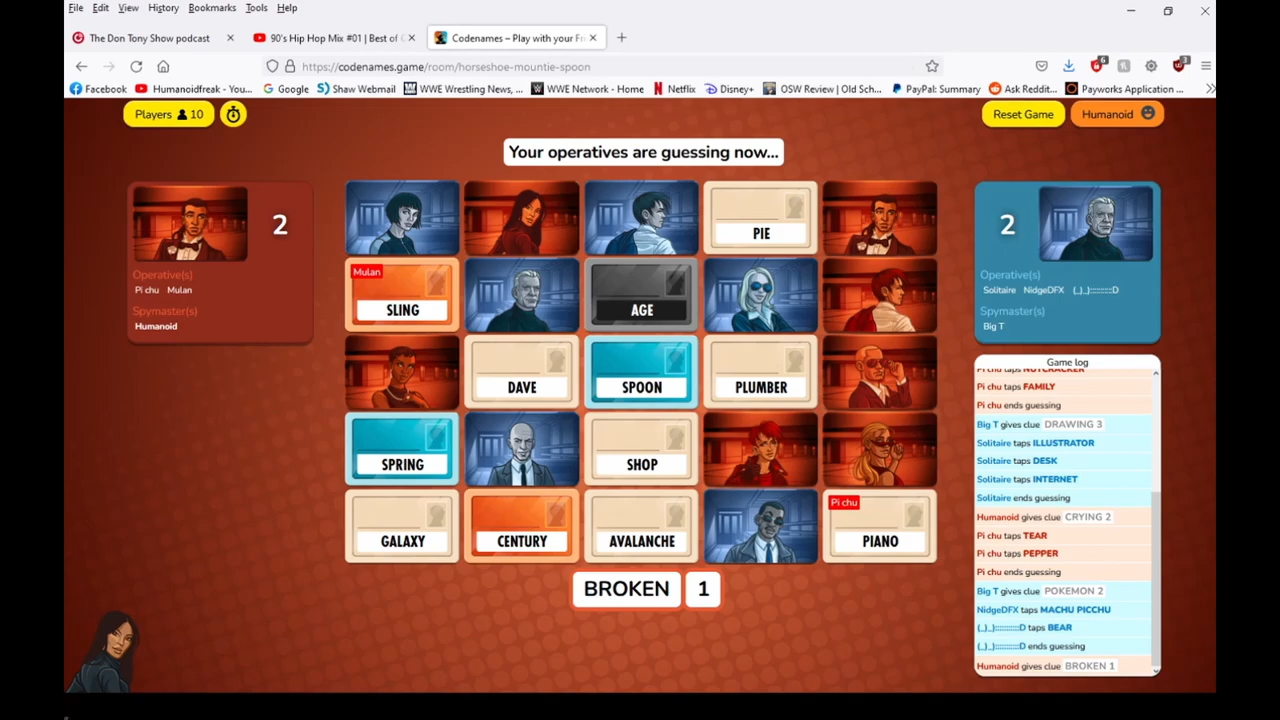 File Edit View History Bookmarks Tools Help
The Don Tony Show podcast
90's Hip Hop Mix #01 | Best of
Codenames – Play with your Fr
https://codenames.game/room/horseshoe-mountie-spoon
6
3
Facebook
Humanoidfreak - You...
Google
Shaw Webmail
WWE Wrestling News, ...
WWE Network - Home
Netflix
Disney+
OSW Review | Old Sch...
PayPal: Summary
Ask Reddit...
Payworks Application ...
Players 10
Reset Game
Humanoid
Your operatives are guessing now...
2
Operative(s)
Pi chu Mulan
Spymaster(s)
Humanoid
PIE
Mulan
SLING
AGE
DAVE
SPOON
PLUMBER
SPRING
SHOP
GALAXY
CENTURY
AVALANCHE
Pi chu
PIANO
BROKEN 1
2
Operative(s)
Solitaire NidgeDFX (_)_):::::::::::D
Spymaster(s)
Big T
Game log
Pi chu taps NUTCRACKER
Pi chu taps FAMILY
Pi chu ends guessing
Big T gives clue DRAWING 3
Solitaire taps ILLUSTRATOR
Solitaire taps DESK
Solitaire taps INTERNET
Solitaire ends guessing
Humanoid gives clue CRYING 2
Pi chu taps TEAR
Pi chu taps PEPPER
Pi chu ends guessing
Big T gives clue POKEMON 2
NidgeDFX taps MACHU PICCHU
(_)_):::::::::::D taps BEAR
(_)_):::::::::::D ends guessing
Humanoid gives clue BROKEN 1